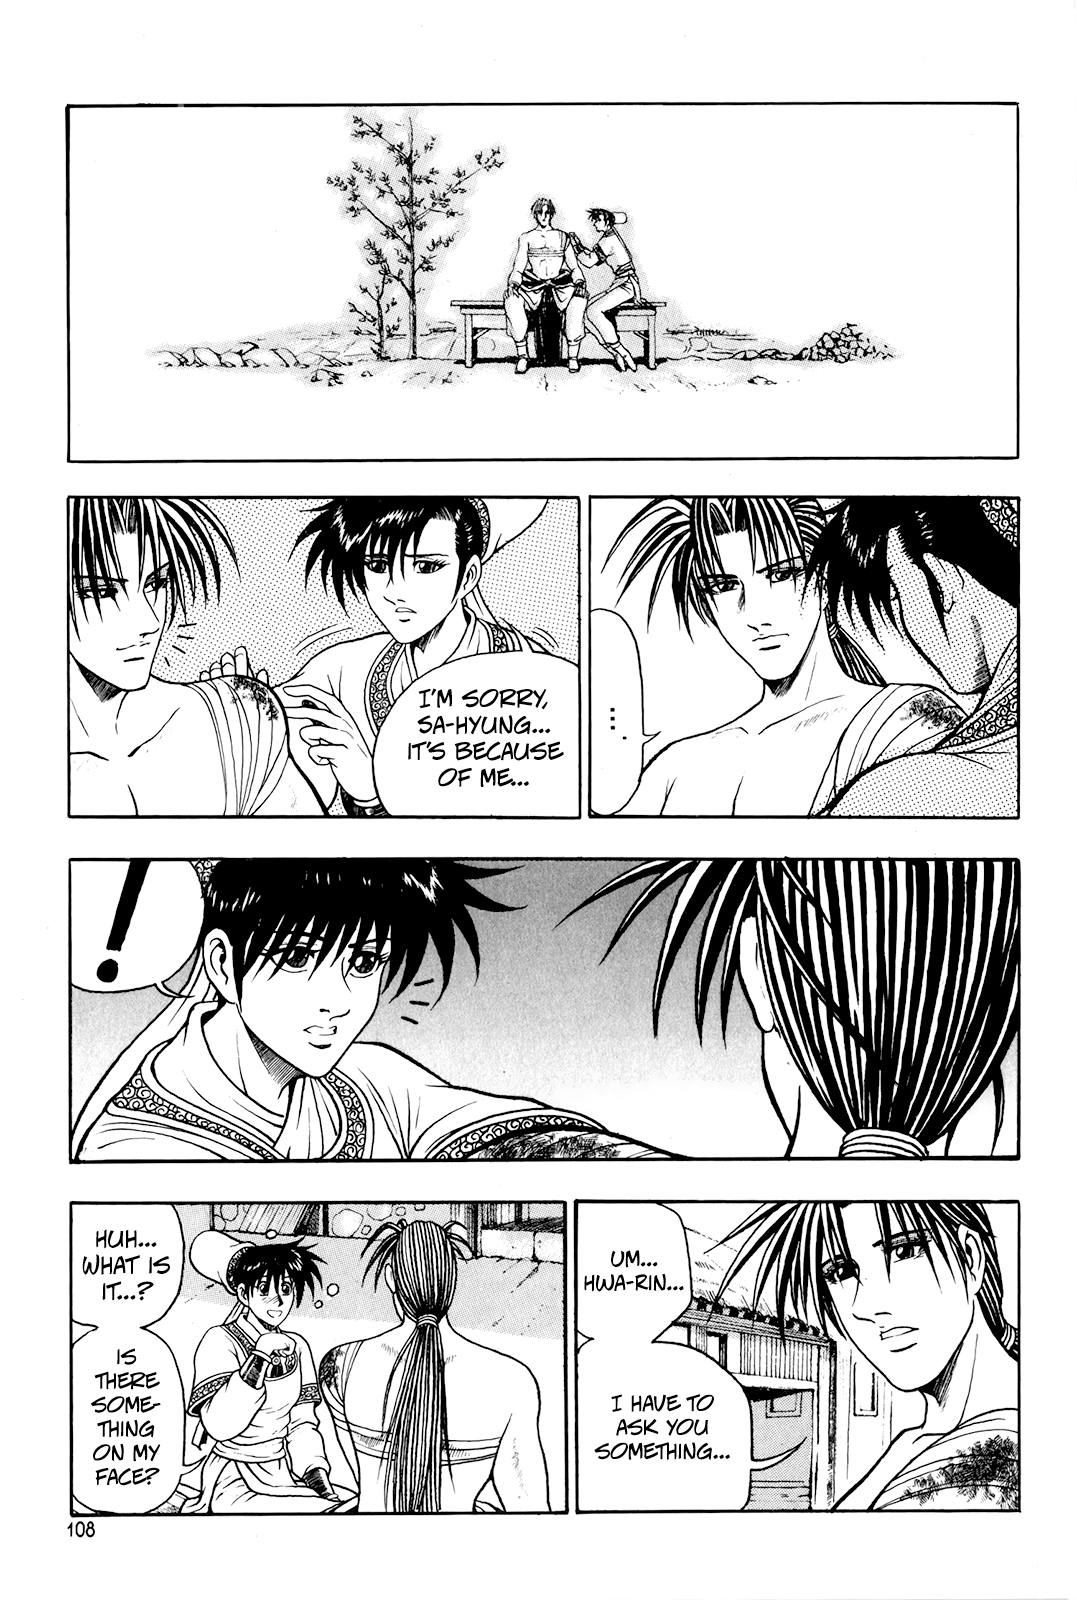 I'M SORRY,
SA-HYUNG...
IT'S BECAUSE
OF ME...
...
!
HUH...
WHAT IS
IT...?
IS
THERE
SOME-
THING
ON MY
FACE?
UM...
HWA-RIN...
I HAVE TO
ASK YOU
SOMETHING...
108